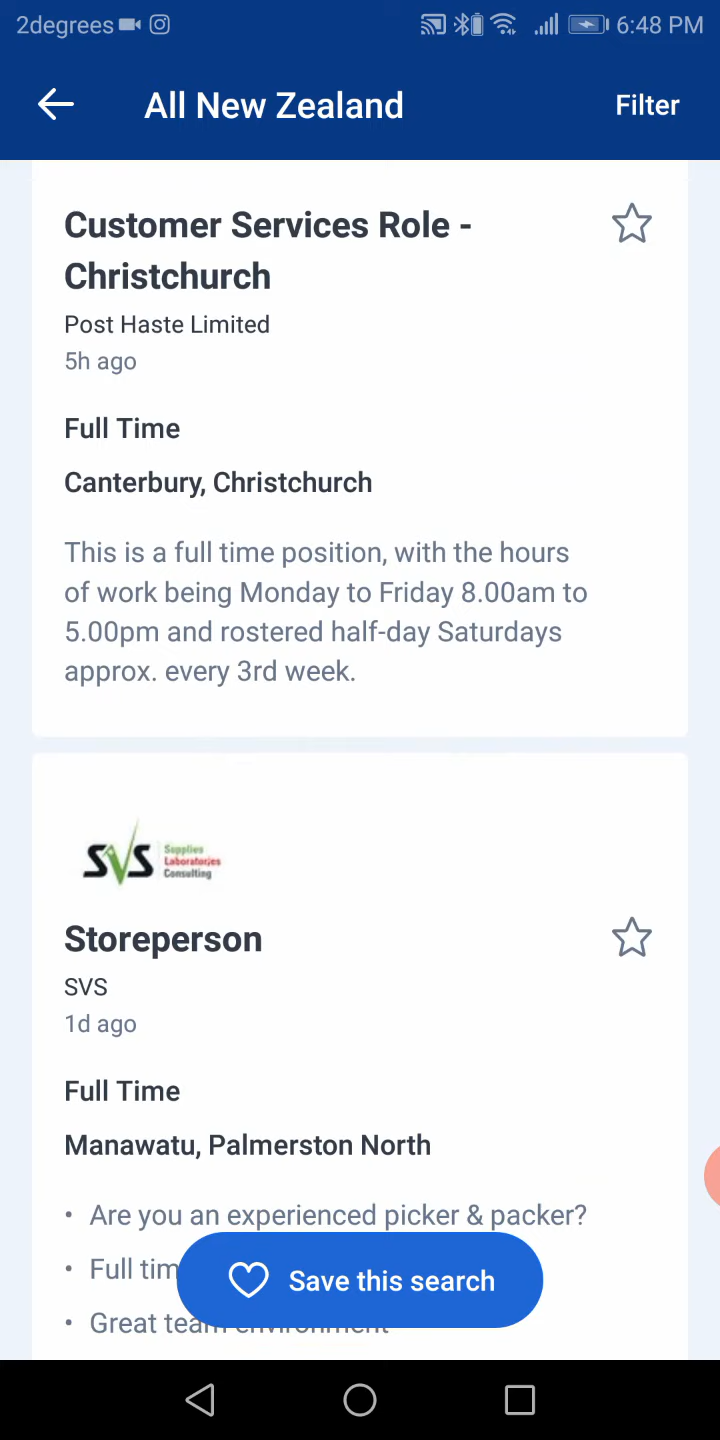 2degrees
6:48 PM
All New Zealand
Filter
Customer Services Role -
Christchurch
Post Haste Limited
5h ago
Full Time
Canterbury, Christchurch
This is a full time position, with the hours
of work being Monday to Friday 8.00am to
5.00pm and rostered half-day Saturdays
approx. every 3rd week.
SVS
Supplies
Laboratories
Consulting
Storeperson
SVS
1d ago
Full Time
Manawatu, Palmerston North
• Are you an experienced picker & packer?
• Full tim
Save this search
• Great team environment